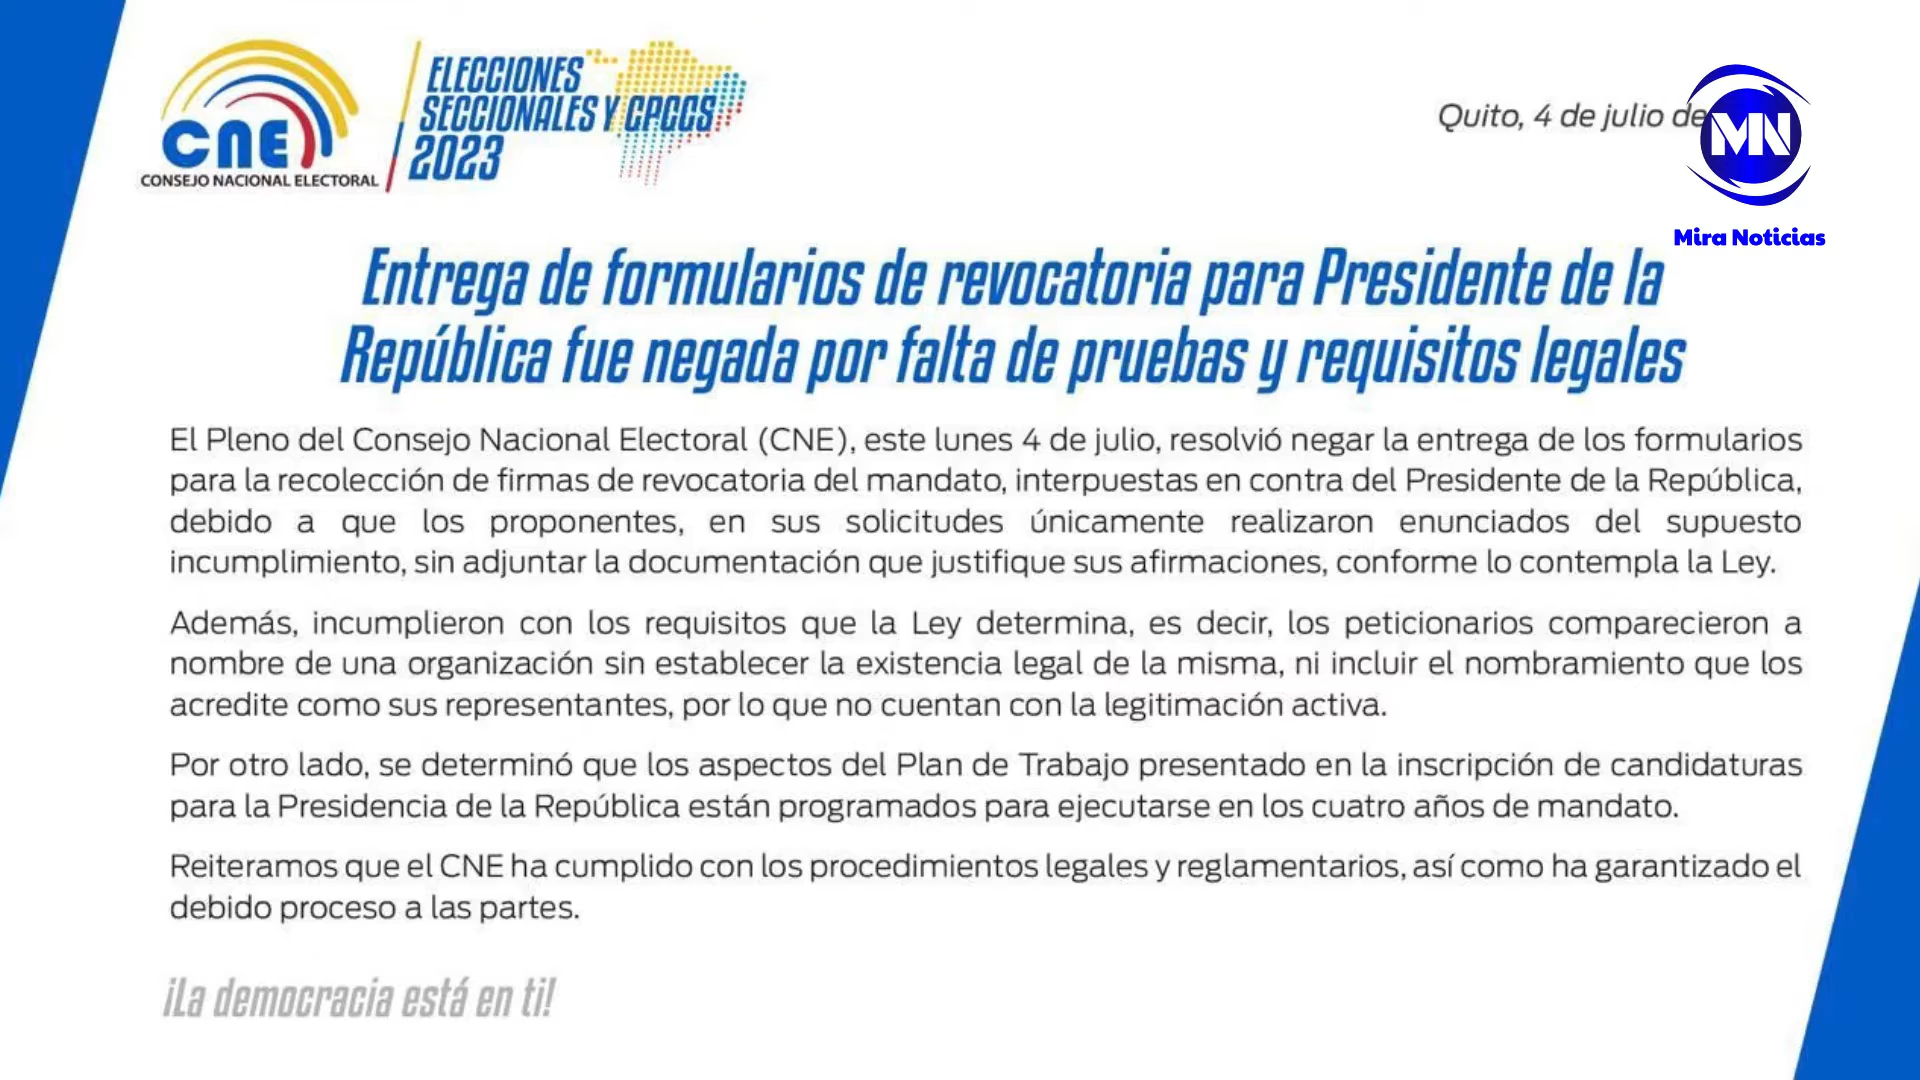 CNE
CONSEJO NACIONAL ELECTORAL
ELECCIONES
SECCIONALES Y CPCCS
2023
Quito, 4 de julio de
MN
Mira Noticias
Entrega de formularios de revocatoria para Presidente de la
República fue negada por falta de pruebas y requisitos legales
El Pleno del Consejo Nacional Electoral (CNE), este lunes 4 de julio, resolvió negar la entrega de los formularios
para la recolección de firmas de revocatoria del mandato, interpuestas en contra del Presidente de la República,
debido a que los proponentes, en sus solicitudes únicamente realizaron enunciados del supuesto
incumplimiento, sin adjuntar la documentación que justifique sus afirmaciones, conforme lo contempla la Ley.
Además, incumplieron con los requisitos que la Ley determina, es decir, los peticionarios comparecieron a
nombre de una organización sin establecer la existencia legal de la misma, ni incluir el nombramiento que los
acredite como sus representantes, por lo que no cuentan con la legitimación activa.
Por otro lado, se determinó que los aspectos del Plan de Trabajo presentado en la inscripción de candidaturas
para la Presidencia de la República están programados para ejecutarse en los cuatro años de mandato.
Reiteramos que el CNE ha cumplido con los procedimientos legales y reglamentarios, así como ha garantizado el
debido proceso a las partes.
¡La democracia está en ti!